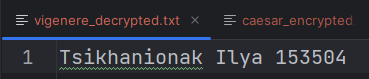 vigenere_decrypted.txt × caesar_encrypted
1 Tsikhanionak Ilya 153504